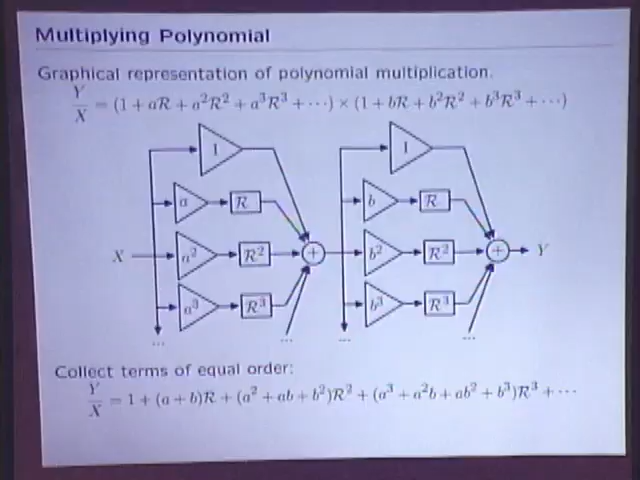 Multiplying Polynomial
Graphical representation of polynomial multiplication.
Y/X = (1 + aR + a²R² + a³R³ + ···) × (1 + bR + b²R² + b³R³ + ···)
1 1
a R b R
X a² R² + b² R² + Y
a³ R³ b³ R³
... ... ... ...
Collect terms of equal order:
Y/X = 1 + (a + b)R + (a² + ab + b²)R² + (a³ + a²b + ab² + b³)R³ + ···